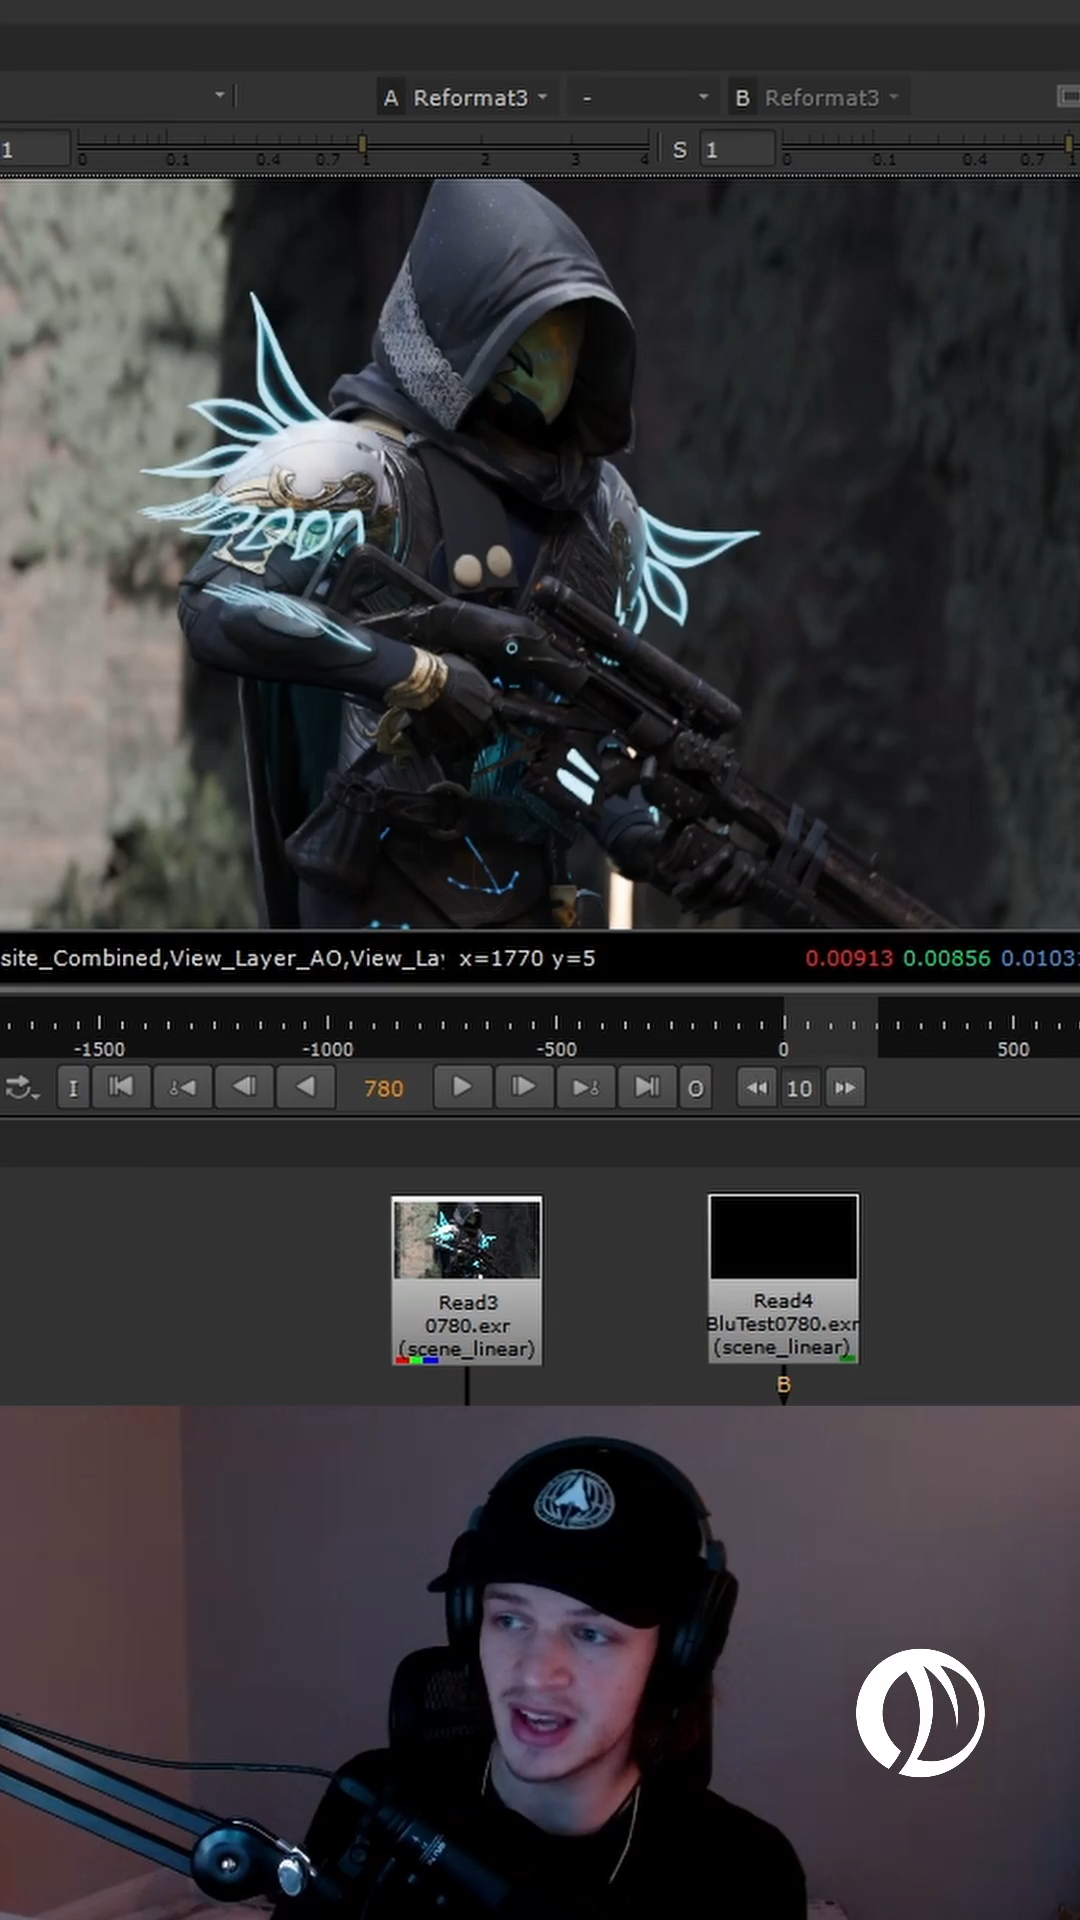 A Reformat3 - B Reformat3
1 0 0.1 0.4 0.7 1 2 3 4 S 1 0 0.1 0.4 0.7 1
site_Combined,View_Layer_AO,View_La x=1770 y=5 0.00913 0.00856 0.0103
-1500 -1000 -500 0 500
I 780 O 10
Read3
0780.exr
(scene_linear)
Read4
BluTest0780.exr
(scene_linear)
B